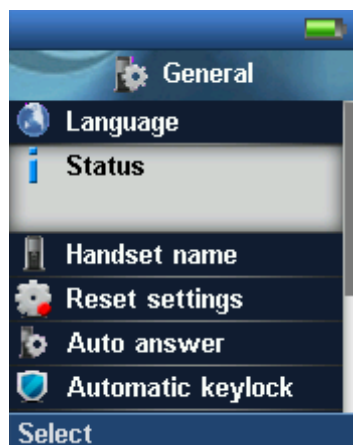 General
Language
Status
Handset name
Reset settings
Auto answer
Automatic keylock
Select